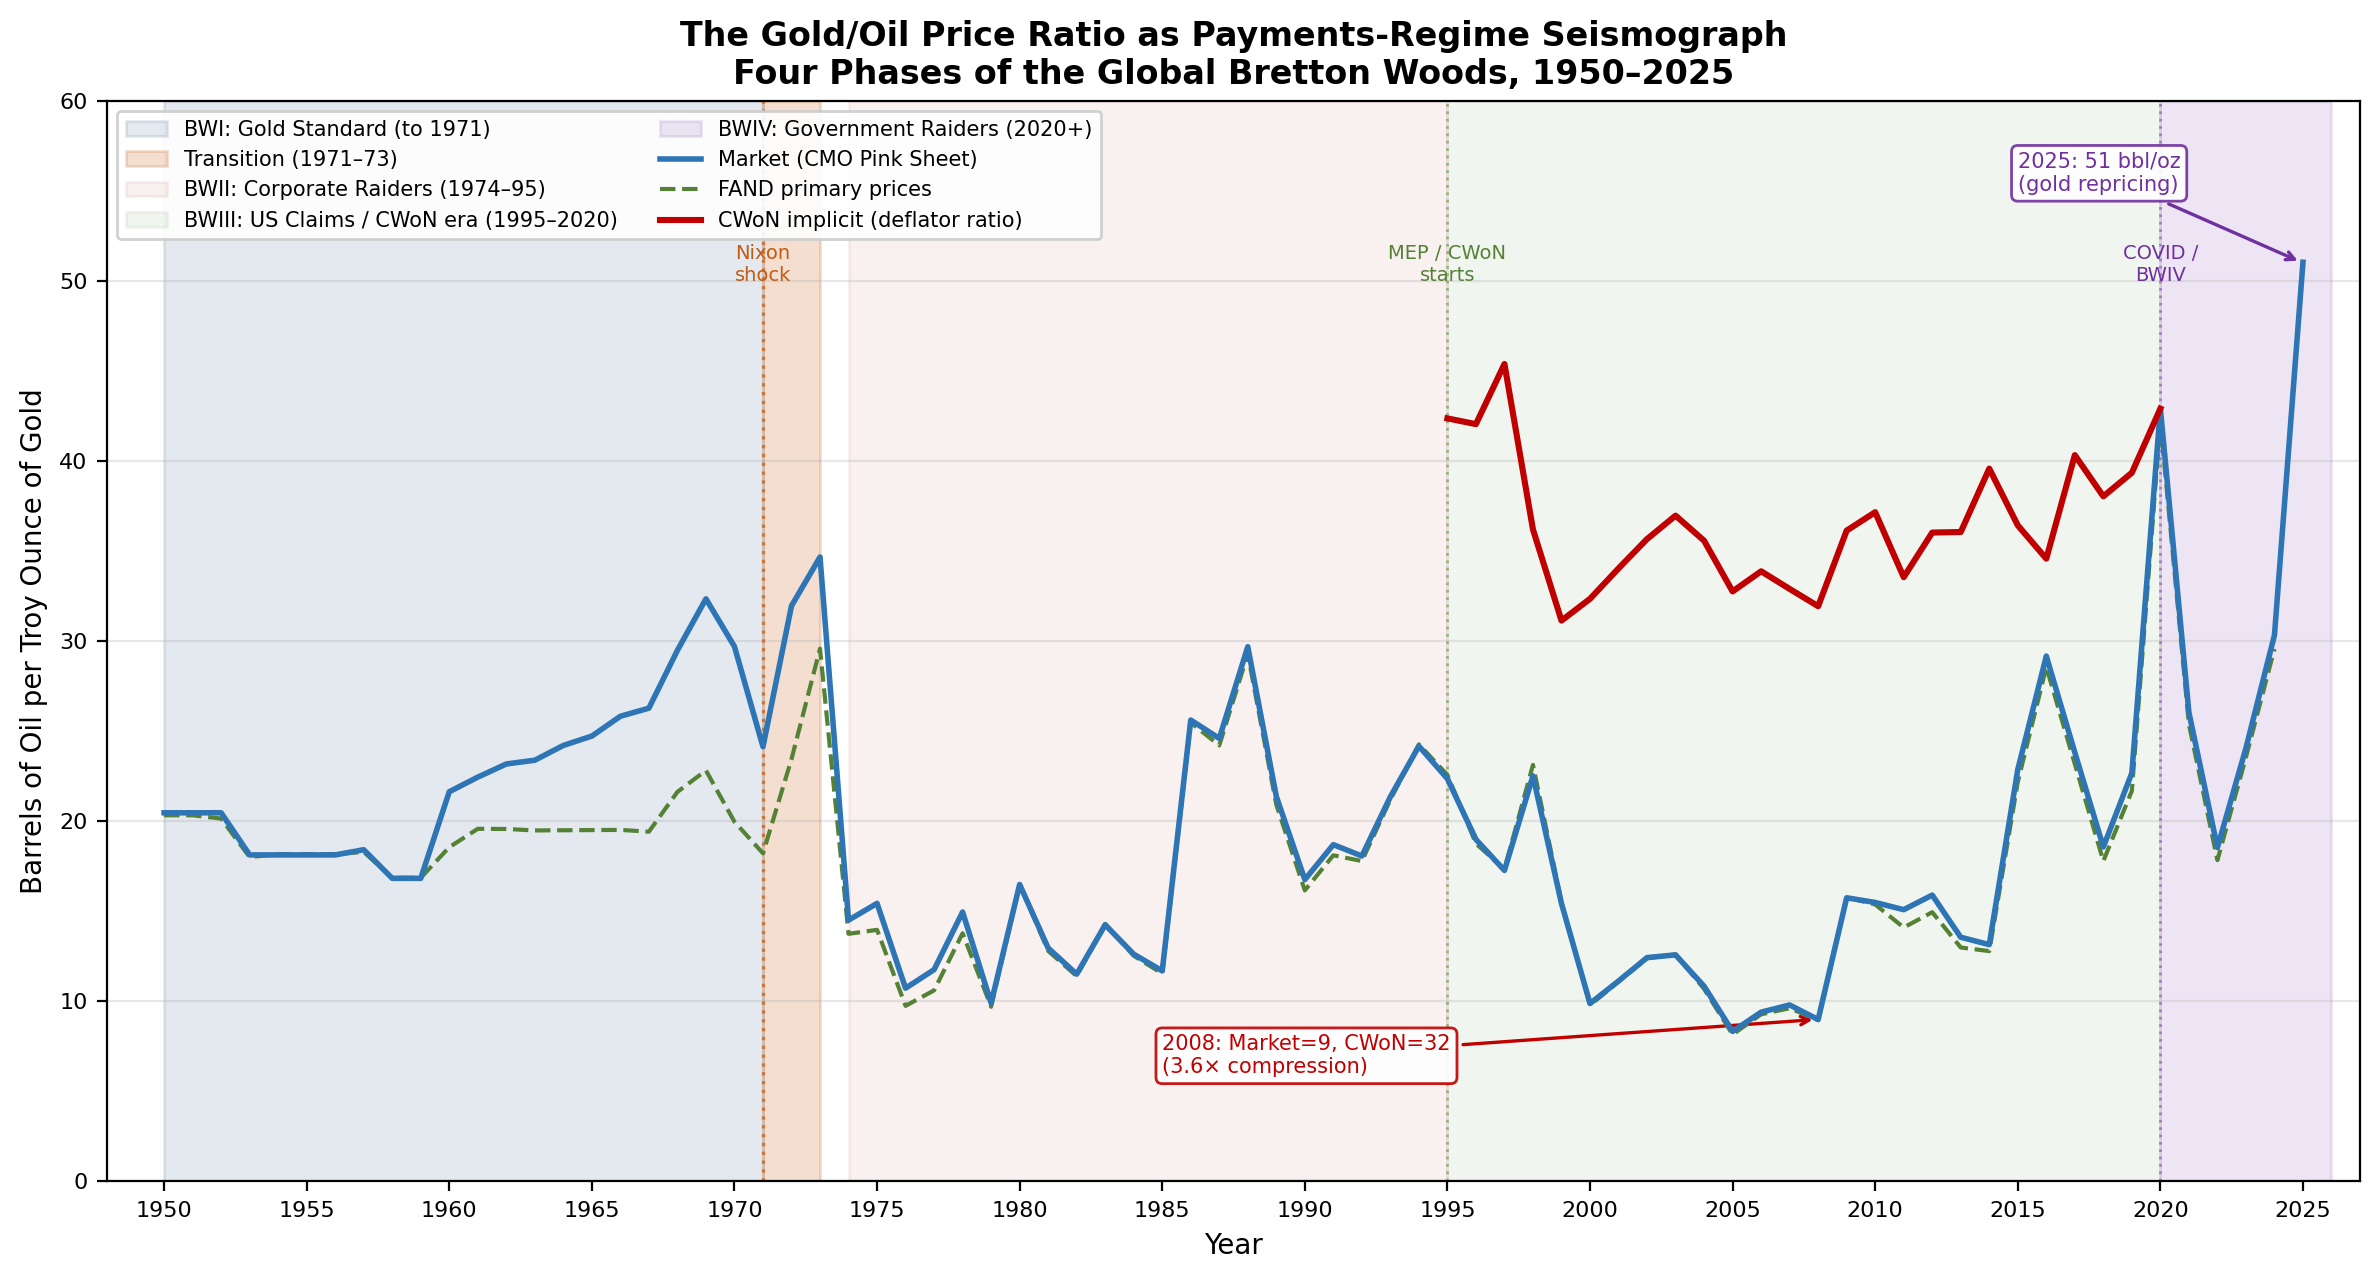 The Gold/Oil Price Ratio as Payments-Regime Seismograph
Four Phases of the Global Bretton Woods, 1950–2025
BWI: Gold Standard (to 1971)
Transition (1971–73)
BWII: Corporate Raiders (1974–95)
BWIII: US Claims / CWoN era (1995–2020)
BWIV: Government Raiders (2020+)
Market (CMO Pink Sheet)
FAND primary prices
CWoN implicit (deflator ratio)
Nixon
shock
MEP / CWoN
starts
COVID /
BWIV
2025: 51 bbl/oz
(gold repricing)
2008: Market=9, CWoN=32
(3.6× compression)
Barrels of Oil per Troy Ounce of Gold
60
50
40
30
20
10
0
1950 1955 1960 1965 1970 1975 1980 1985 1990 1995 2000 2005 2010 2015 2020 2025
Year